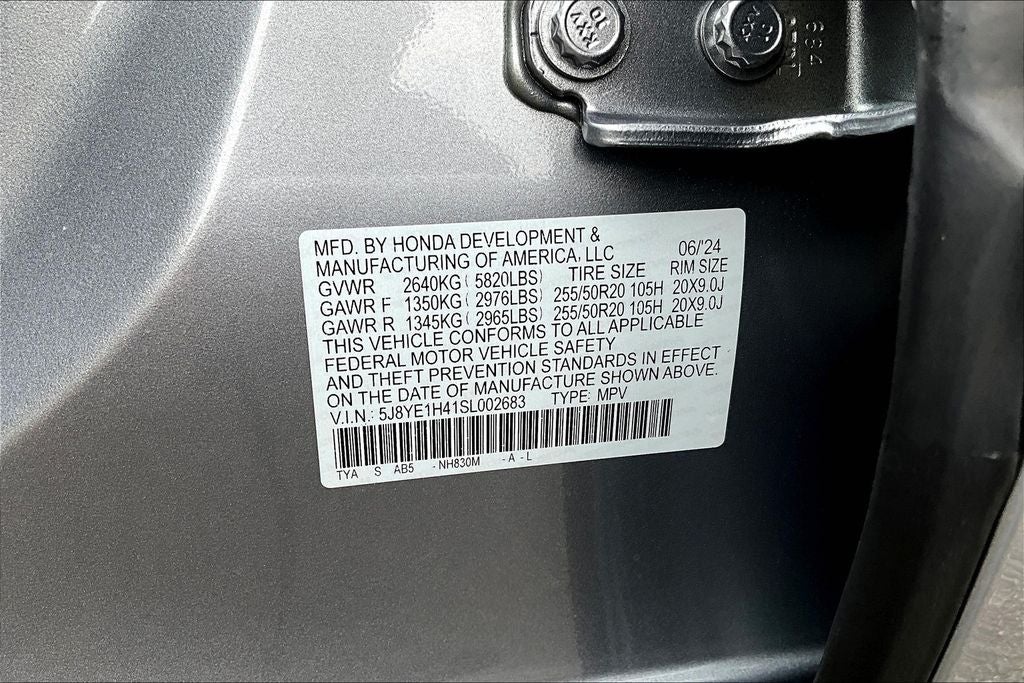 MFD. BY HONDA DEVELOPMENT &
MANUFACTURING OF AMERICA, LLC 06/'24
GVWR 2640KG( 5820LBS) TIRE SIZE RIM SIZE
GAWR F 1350KG( 2976LBS) 255/50R20 105H 20X9.0J
GAWR R 1345KG( 2965LBS) 255/50R20 105H 20X9.0J
THIS VEHICLE CONFORMS TO ALL APPLICABLE
FEDERAL MOTOR VEHICLE SAFETY
AND THEFT PREVENTION STANDARDS IN EFFECT
ON THE DATE OF MANUFACTURE SHOWN ABOVE.
V.I.N.: 5J8YE1H41SL002683 TYPE: MPV
TYA S AB5 -NH830M -A -L